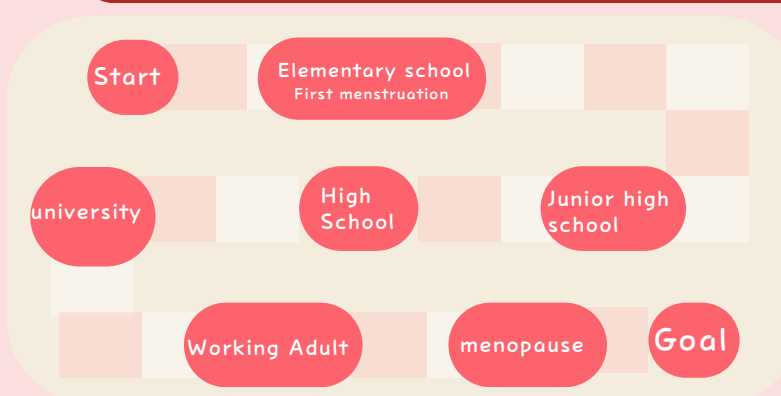 Start
Elementary school
First menstruation
university
High
School
Junior high
school
Working Adult
menopause
Goal